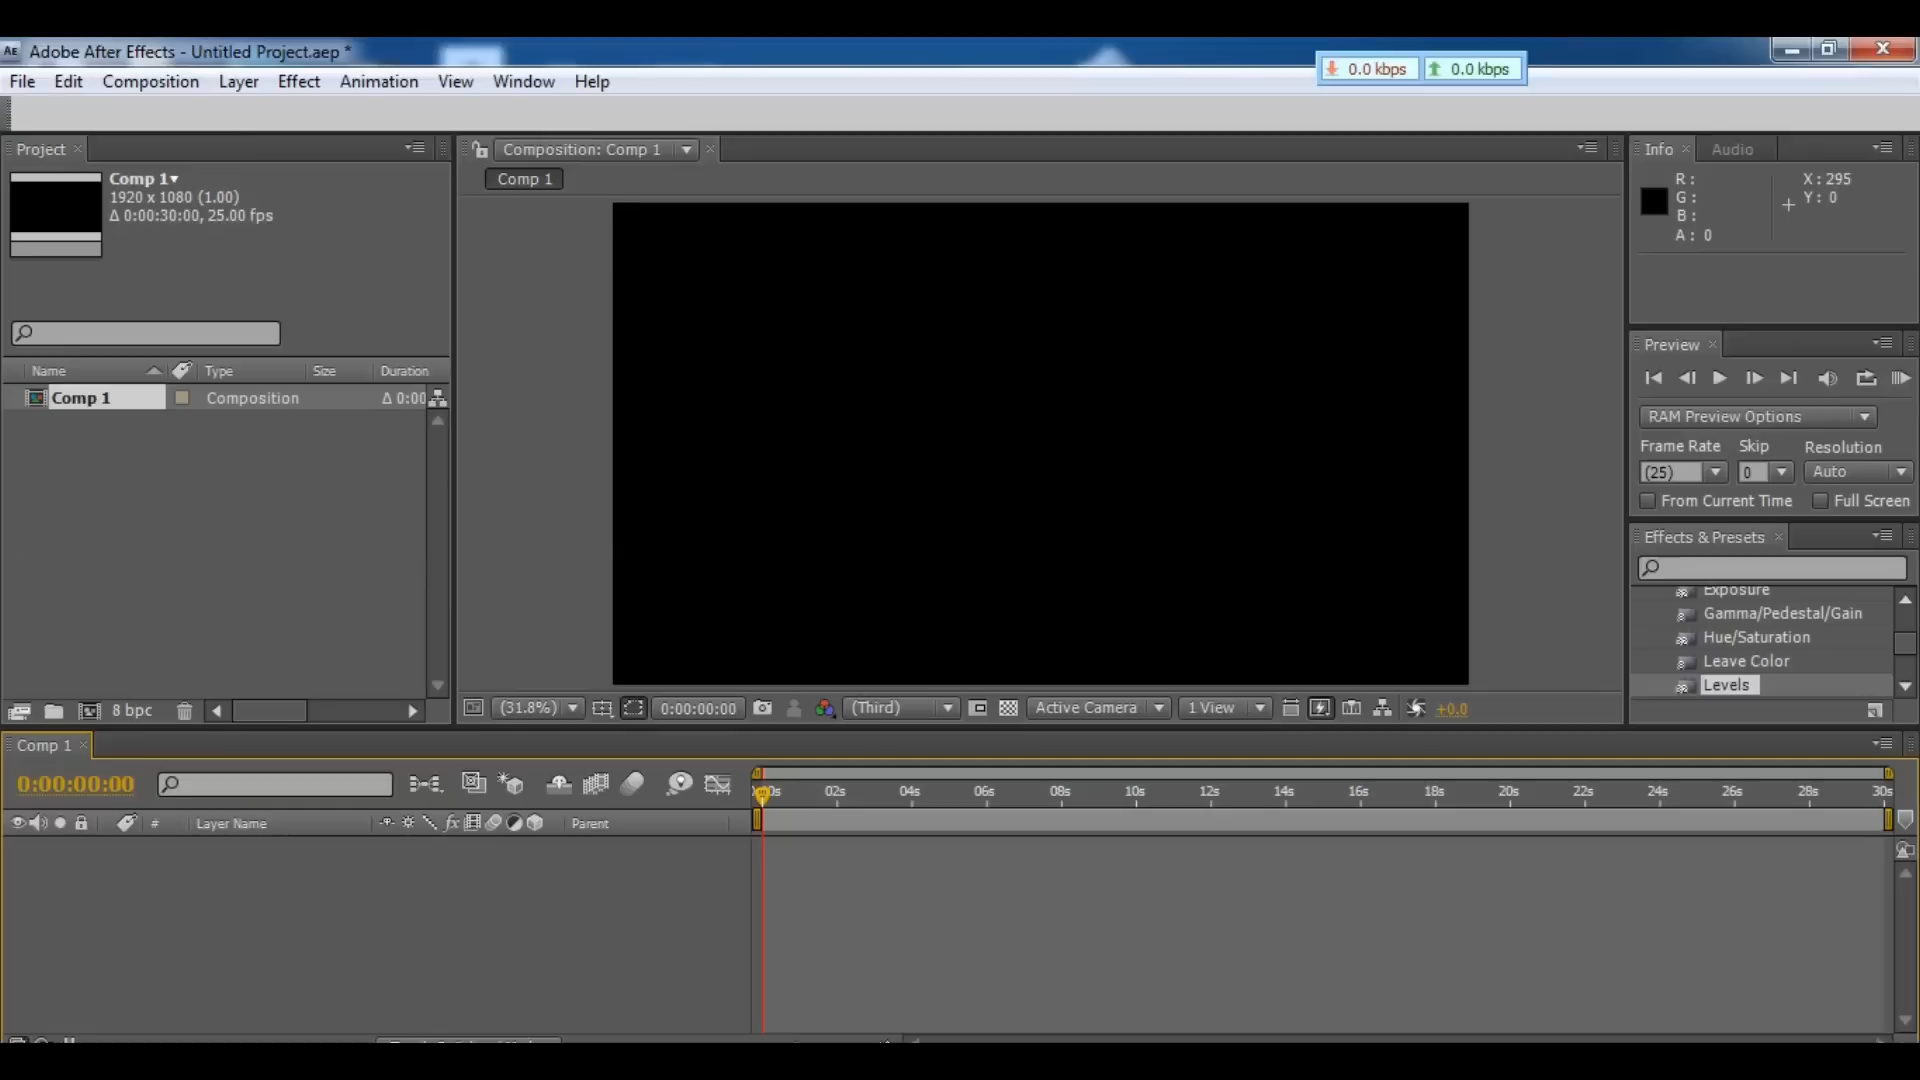 AE Adobe After Effects - Untitled Project.aep *
0.0 kbps 0.0 kbps
File Edit Composition Layer Effect Animation View Window Help
Project
Comp 1
1920 x 1080 (1.00)
Δ 0:00:30:00, 25.00 fps
Name Type Size Duration
Comp 1 Composition Δ 0:00
8 bpc
Composition: Comp 1
Comp 1
(31.8%) 0:00:00:00 (Third) Active Camera 1 View +0.0
Info Audio
R :
G :
B :
A : 0
X : 295
Y : 0
Preview
RAM Preview Options
Frame Rate Skip Resolution
(25) 0 Auto
From Current Time Full Screen
Effects & Presets
Exposure
Gamma/Pedestal/Gain
Hue/Saturation
Leave Color
Levels
Comp 1
0:00:00:00
0s 02s 04s 06s 08s 10s 12s 14s 16s 18s 20s 22s 24s 26s 28s 30s
# Layer Name fx Parent